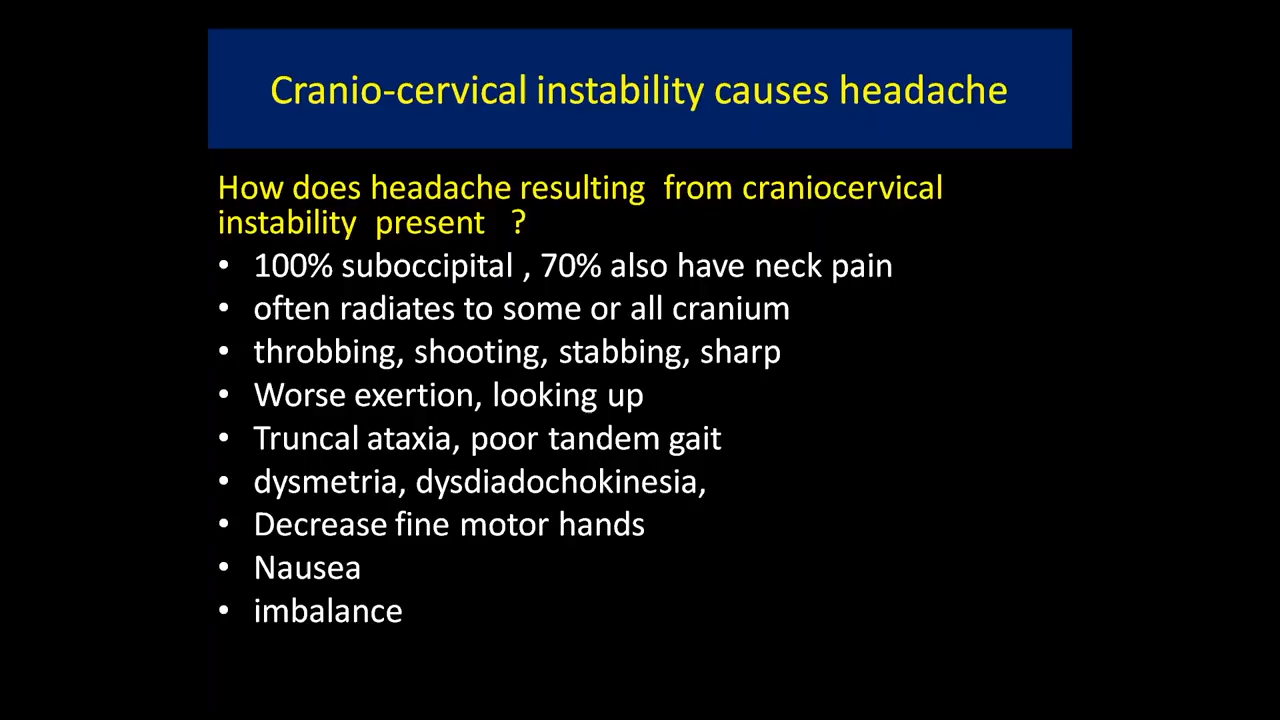 Cranio-cervical instability causes headache
How does headache resulting from craniocervical
instability present ?
• 100% suboccipital , 70% also have neck pain
• often radiates to some or all cranium
• throbbing, shooting, stabbing, sharp
• Worse exertion, looking up
• Truncal ataxia, poor tandem gait
• dysmetria, dysdiadochokinesia,
• Decrease fine motor hands
• Nausea
• imbalance